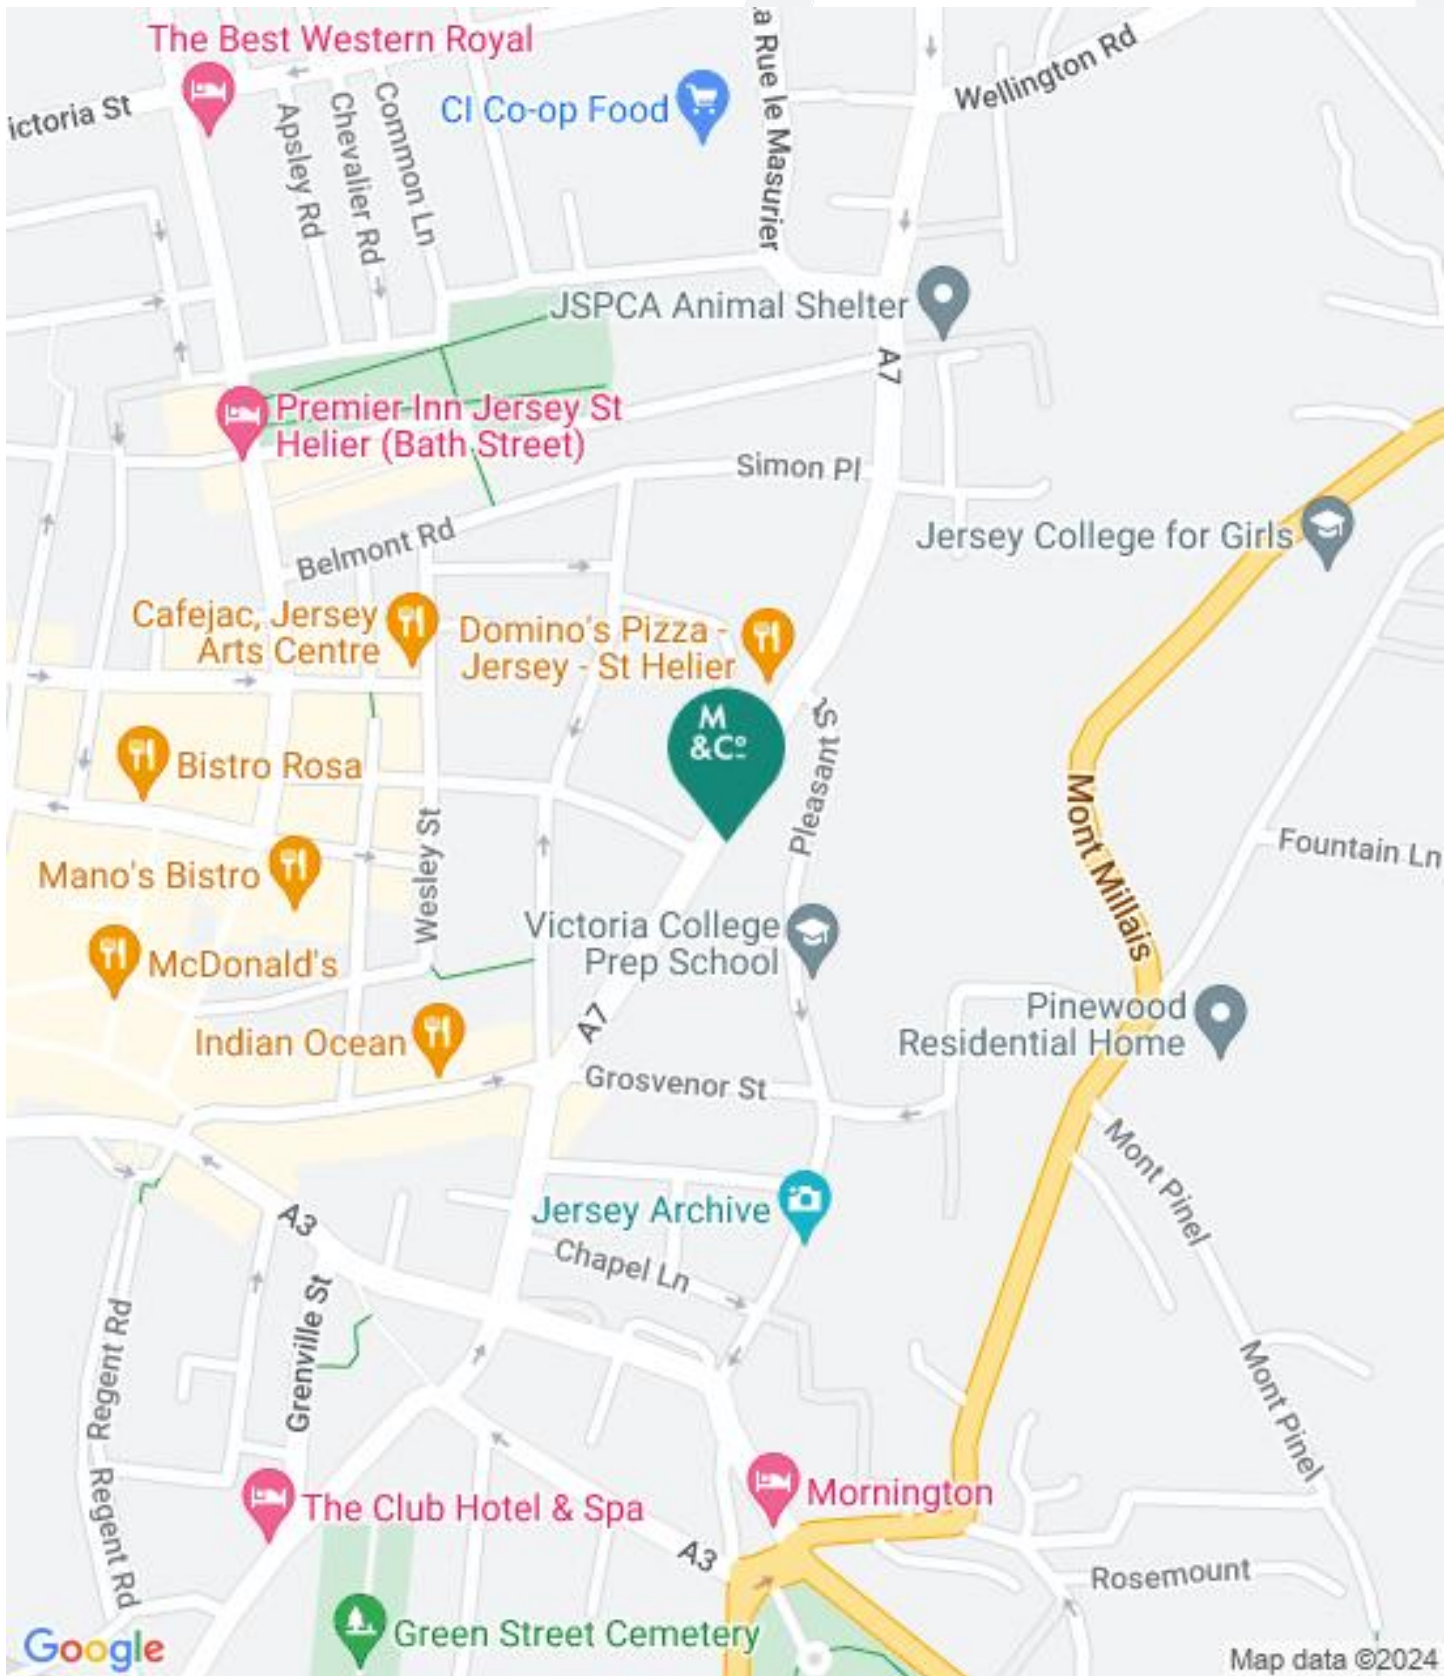 The Best Western Royal
ictoria St
Apsley Rd
Chevalier Rd
Common Ln
CI Co-op Food
a Rue le Masurier
Wellington Rd
JSPCA Animal Shelter
A7
Premier Inn Jersey St
Helier (Bath Street)
Simon Pl
Belmont Rd
Jersey College for Girls
Cafejac, Jersey
Arts Centre
Domino's Pizza -
Jersey - St Helier
M
&Co
Pleasant St
Bistro Rosa
Wesley St
Mont Millais
Fountain Ln
Mano's Bistro
McDonald's
Victoria College
Prep School
A7
Pinewood
Residential Home
Indian Ocean
Grosvenor St
Mont Pinel
A3
Jersey Archive
Chapel Ln
Grenville St
Regent Rd
Regent Rd
Mont Pinel
The Club Hotel & Spa
Mornington
A3
Rosemount
Green Street Cemetery
Google
Map data ©2024